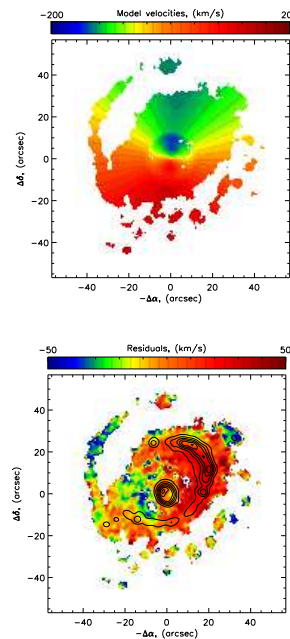 Model velocities, (km/s)
-200 20
40
20
0
-20
-40
Δδ, (arcsec)
-40 -20 0 20 40
-Δα, (arcsec)
Residuals, (km/s)
-50 50
40
20
0
-20
-40
Δδ, (arcsec)
-40 -20 0 20 40
-Δα, (arcsec)